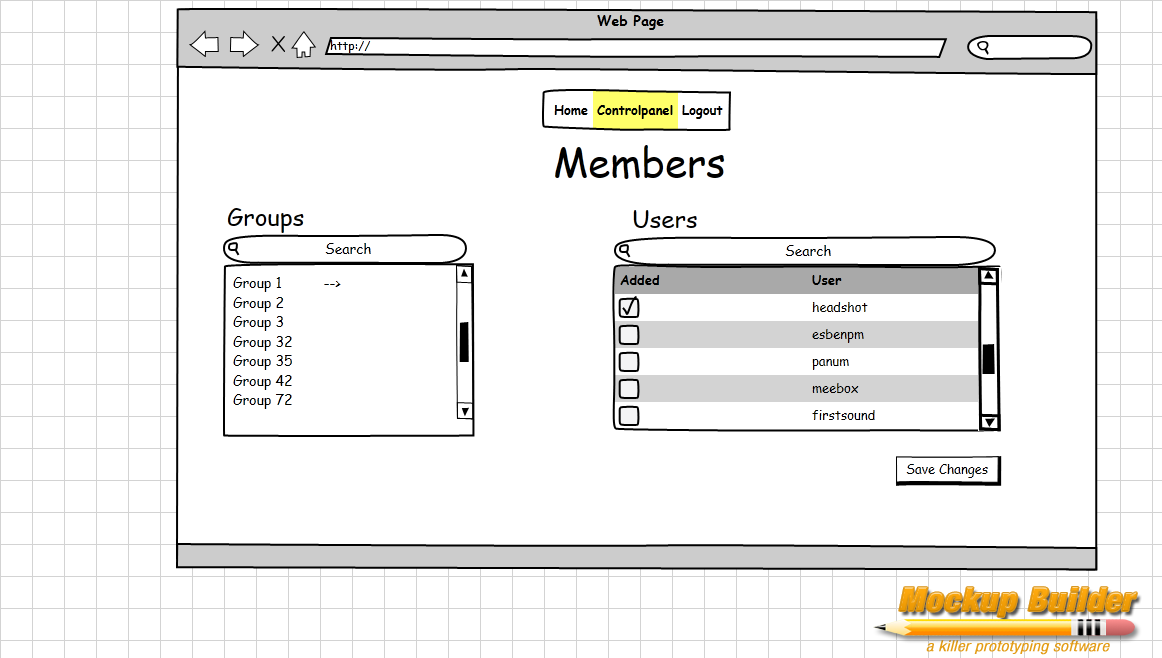 Web Page
http://
Home Controlpanel Logout
Members
Groups
Search
Group 1 -->
Group 2
Group 3
Group 32
Group 35
Group 42
Group 72
Users
Search
Added User
headshot
esbenpm
panum
meebox
firstsound
Save Changes
Mockup Builder
a killer prototyping software